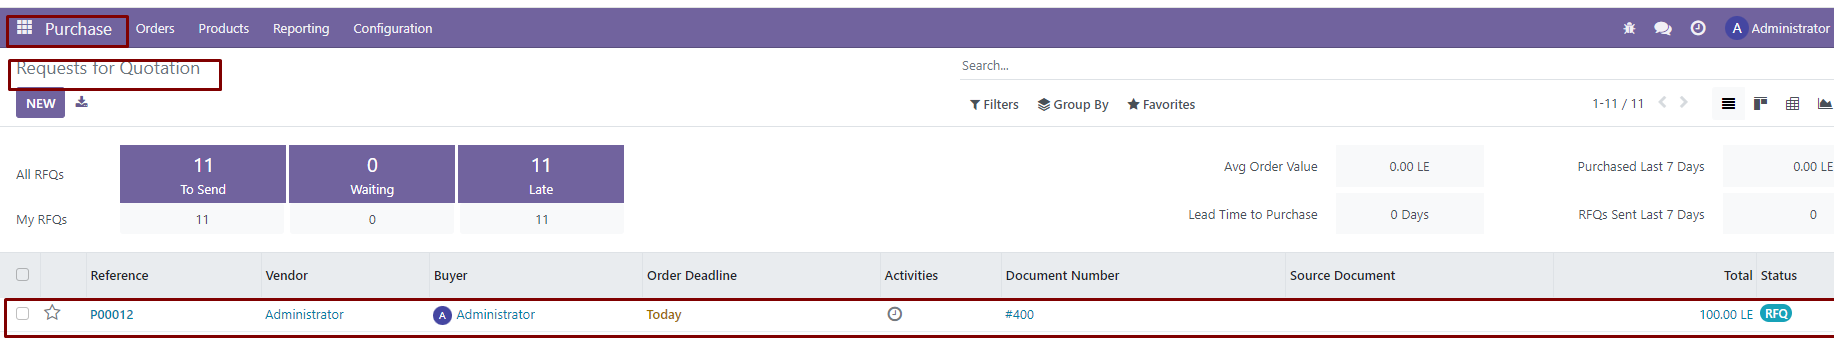 Purchase Orders Products Reporting Configuration A Administrator
Requests for Quotation Search...
NEW Filters Group By Favorites 1-11 / 11
All RFQs 11 To Send 0 Waiting 11 Late Avg Order Value 0.00 LE Purchased Last 7 Days 0.00 LE
My RFQs 11 0 11 Lead Time to Purchase 0 Days RFQs Sent Last 7 Days 0
Reference Vendor Buyer Order Deadline Activities Document Number Source Document Total Status
P00012 Administrator A Administrator Today #400 100.00 LE RFQ